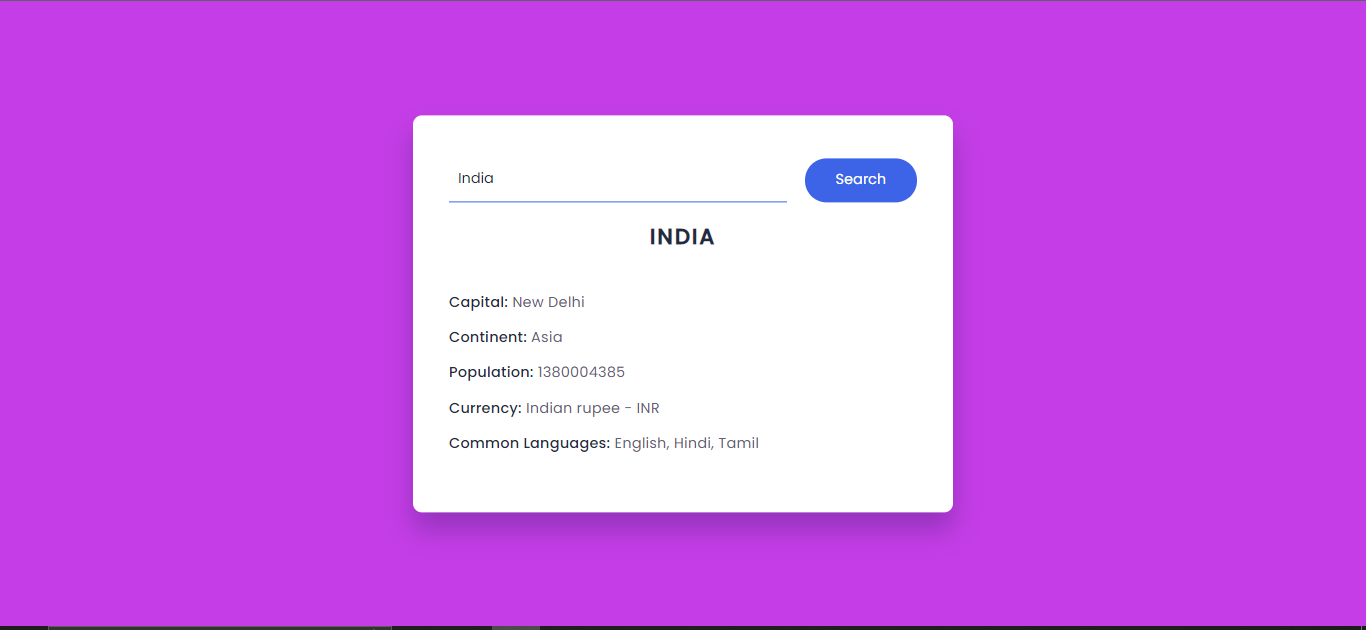 India
Search
INDIA
Capital: New Delhi
Continent: Asia
Population: 1380004385
Currency: Indian rupee - INR
Common Languages: English, Hindi, Tamil